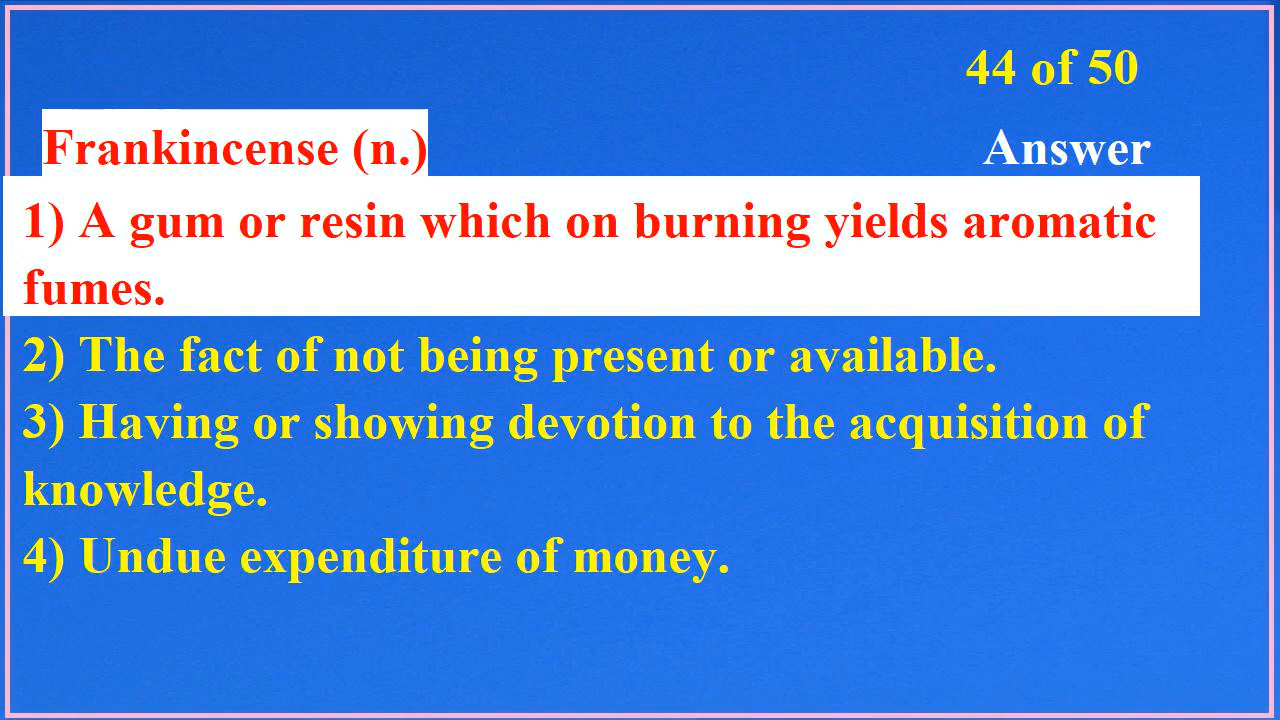 44 of 50
Frankincense (n.)
Answer
1) A gum or resin which on burning yields aromatic
fumes.
2) The fact of not being present or available.
3) Having or showing devotion to the acquisition of
knowledge.
4) Undue expenditure of money.